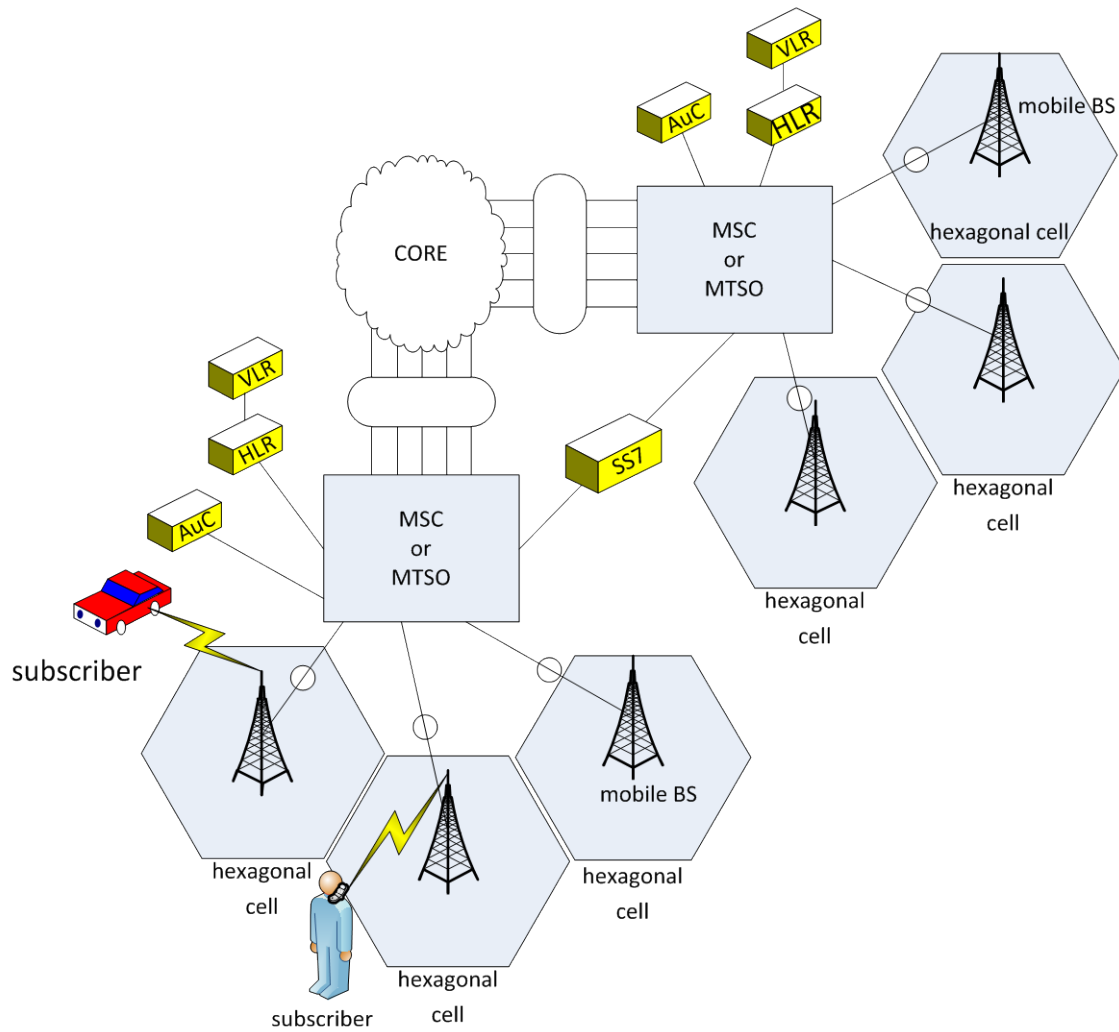 VLR
AuC
HLR
mobile BS
MSC
or
MTSO
hexagonal cell
CORE
VLR
HLR
SS7
hexagonal
cell
AuC
MSC
or
MTSO
hexagonal
cell
subscriber
mobile BS
hexagonal
cell
hexagonal
cell
hexagonal
cell
subscriber